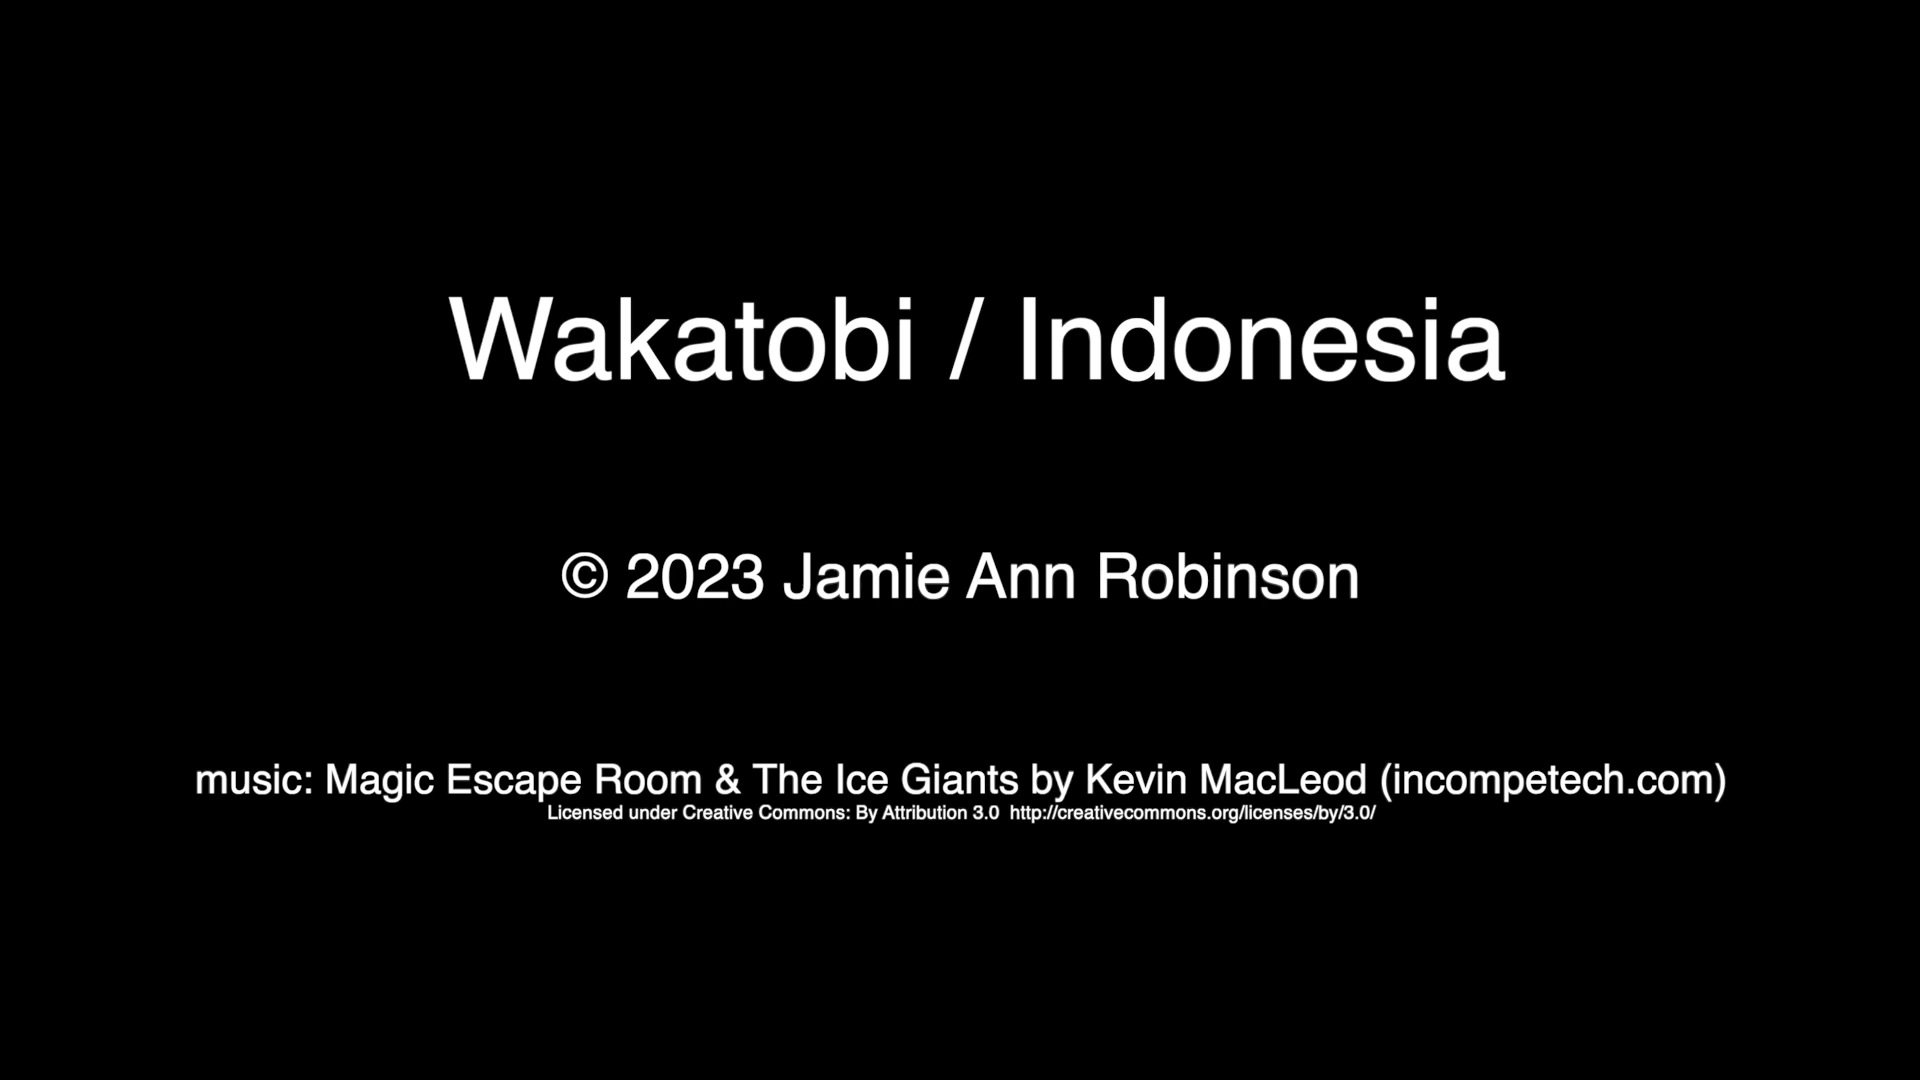 Wakatobi / Indonesia
© 2023 Jamie Ann Robinson
music: Magic Escape Room & The Ice Giants by Kevin MacLeod (incompetech.com)
Licensed under Creative Commons: By Attribution 3.0  http://creativecommons.org/licenses/by/3.0/